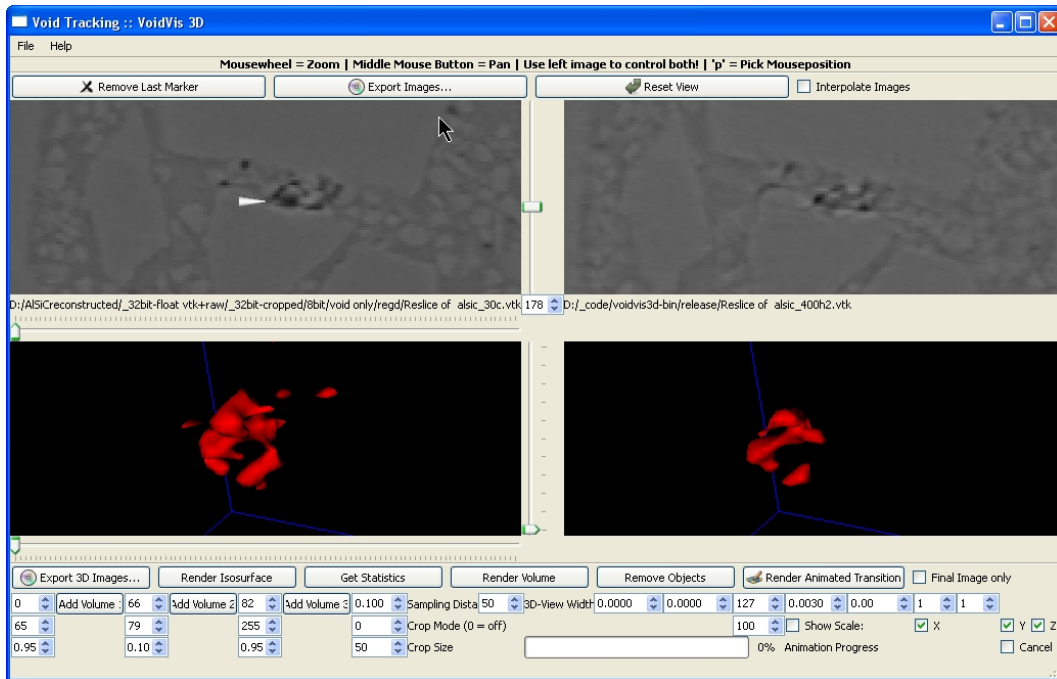 Void Tracking :: VoidVis 3D
File Help
Mousewheel = Zoom | Middle Mouse Button = Pan | Use left image to control both! | 'p' = Pick Mouseposition
Remove Last Marker Export Images... Reset View Interpolate Images
D:/AlSiCreconstructed/_32bit-float vtk+raw/_32bit-cropped/8bit/void only/regd/Reslice of alsic_30c.vtk 178 D:/_code/voidvis3d-bin/release/Reslice of alsic_400h2.vtk
Export 3D Images... Render Isosurface Get Statistics Render Volume Remove Objects Render Animated Transition Final Image only
0 Add Volume 66 Add Volume 2 82 Add Volume 3 0.100 Sampling Dista 50 3D-View Width 0.0000 0.0000 127 0.0030 0.00 1 1
65 79 255 0 Crop Mode (0 = off) 100 Show Scale: X Y Z
0.95 0.10 0.95 50 Crop Size 0% Animation Progress Cancel